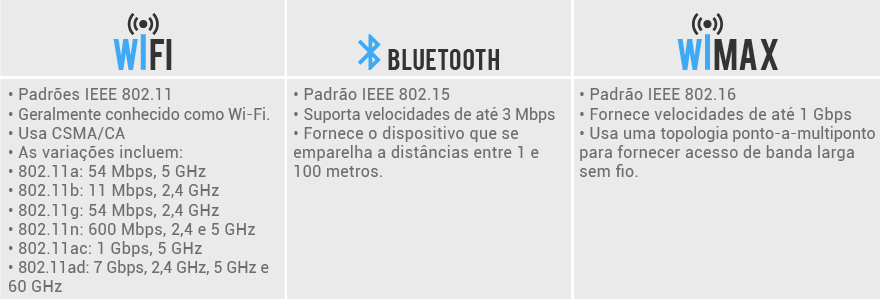 WIFI
• Padrões IEEE 802.11
• Geralmente conhecido como Wi-Fi.
• Usa CSMA/CA
• As variações incluem:
• 802.11a: 54 Mbps, 5 GHz
• 802.11b: 11 Mbps, 2,4 GHz
• 802.11g: 54 Mbps, 2,4 GHz
• 802.11n: 600 Mbps, 2,4 e 5 GHz
• 802.11ac: 1 Gbps, 5 GHz
• 802.11ad: 7 Gbps, 2,4 GHz, 5 GHz e
60 GHz
BLUETOOTH
• Padrão IEEE 802.15
• Suporta velocidades de até 3 Mbps
• Fornece o dispositivo que se
emparelha a distâncias entre 1 e
100 metros.
WIMAX
• Padrão IEEE 802.16
• Fornece velocidades de até 1 Gbps
• Usa uma topologia ponto-a-multiponto
para fornecer acesso de banda larga
sem fio.